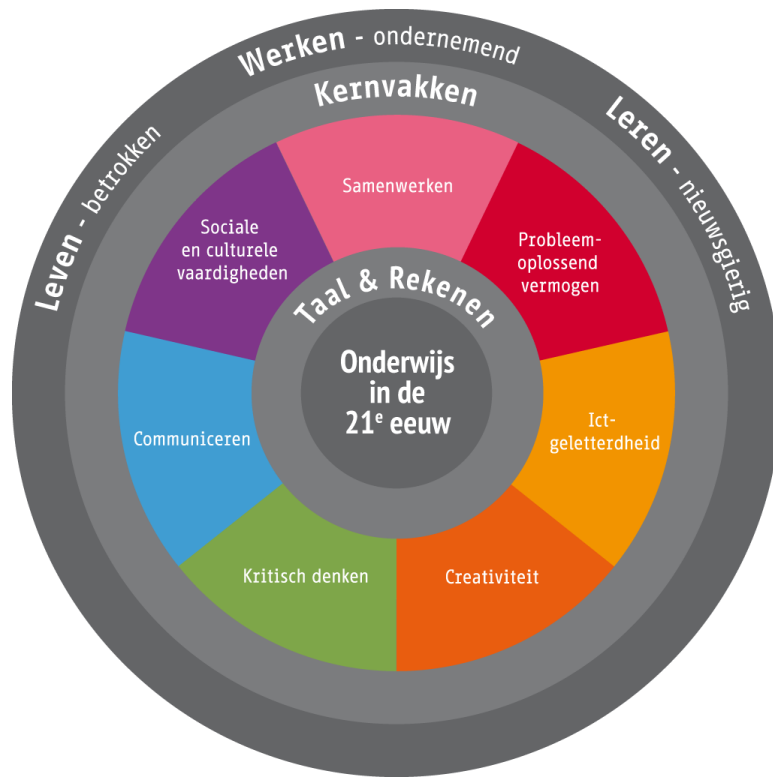 Werken - ondernemend
Leven - betrokken
Leren - nieuwsgierig
Kernvakken
Samenwerken
Sociale
en culturele
vaardigheden
Probleem-
oplossend
vermogen
Taal & Rekenen
Onderwijs
in de
21e eeuw
Communiceren
Ict-
geletterdheid
Kritisch denken
Creativiteit